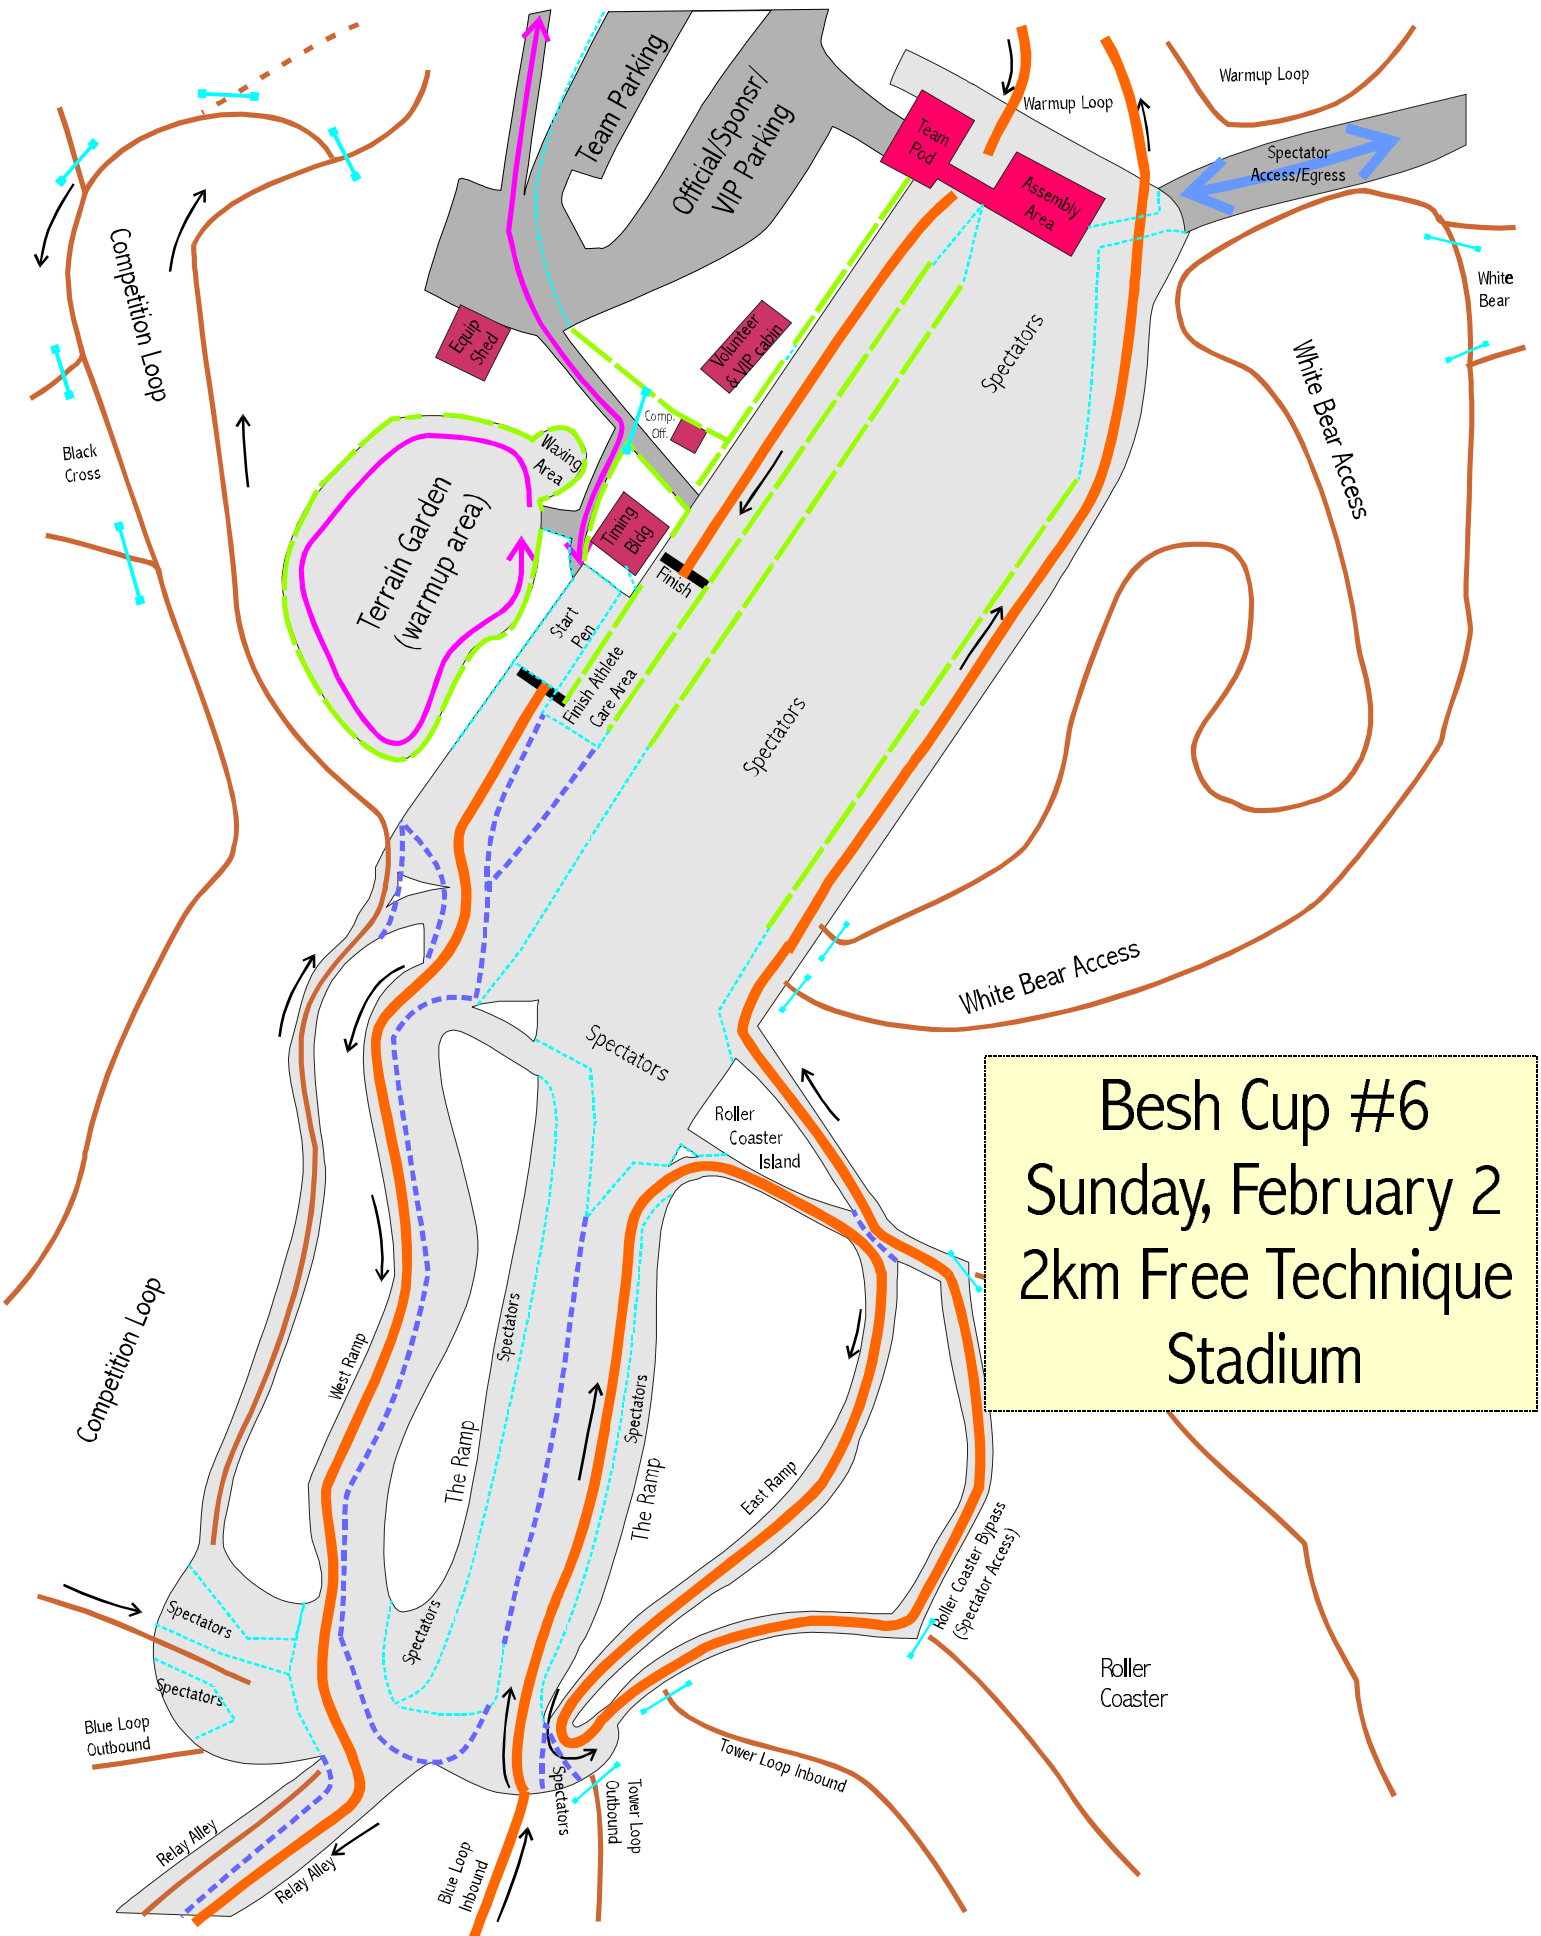 Team Parking
Official/Sponsr/
VIP Parking
Warmup Loop
Warmup Loop
Team
Pod
Assembly
Area
Spectator
Access/Egress
White
Bear
Competition Loop
Equip
Shed
Volunteer
& VIP cabin
Comp.
Off.
Spectators
White Bear Access
Black
Cross
Waxing
Area
Terrain Garden
(warmup area)
Timing
Bldg
Finish
Start
Pen
Finish Athlete
Care Area
Spectators
White Bear Access
Spectators
Roller
Coaster
Island
Besh Cup #6
Sunday, February 2
2km Free Technique
Stadium
Competition Loop
West Ramp
Spectators
The Ramp
Spectators
The Ramp
East Ramp
Roller Coaster Bypass
(Spectator Access)
Spectators
Spectators
Spectators
Blue Loop
Outbound
Roller
Coaster
Tower Loop Inbound
Tower Loop
Outbound
Spectators
Relay Alley
Relay Alley
Blue Loop
Inbound